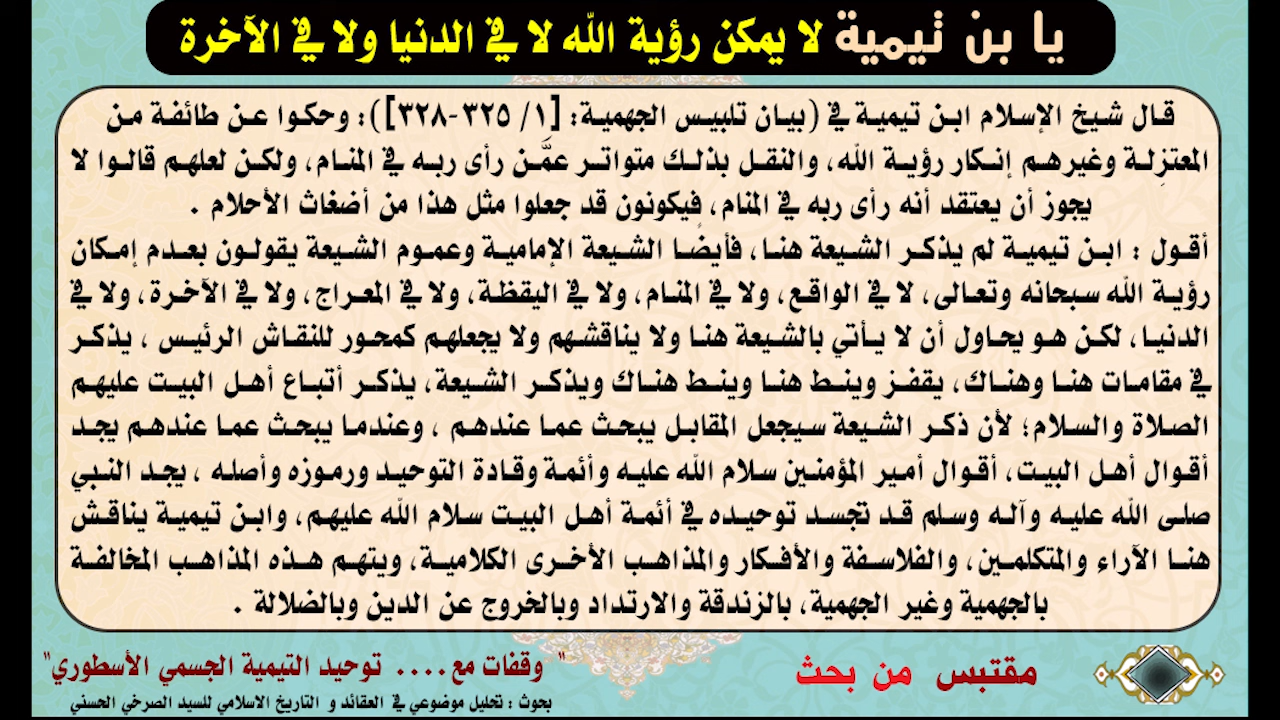 يا بن تيمية لا يمكن رؤية الله لا في الدنيا ولا في الآخرة
قال شيخ الإسلام ابن تيمية في (بيان تلبيس الجهمية: [١/ ٣٢٥-٣٢٨]): وحكوا عن طائفة من
المعتزِلة وغيرهم إنكار رؤية الله، والنقل بذلك متواتر عمَّن رأى ربه في المنام، ولكن لعلهم قالوا لا
يجوز أن يعتقد أنه رأى ربه في المنام، فيكونون قد جعلوا مثل هذا من أضغاث الأحلام .
أقول : ابن تيمية لم يذكر الشيعة هنا، فأيضًا الشيعة الإمامية وعموم الشيعة يقولون بعدم إمكان
رؤية الله سبحانه وتعالى، لا في الواقع، ولا في المنام، ولا في اليقظة، ولا في المعراج، ولا في الآخرة، ولا في
الدنيا، لكن هو يحاول أن لا يأتي بالشيعة هنا ولا يناقشهم ولا يجعلهم كمحور للنقاش الرئيس ، يذكر
في مقامات هنا وهناك، يقفز وينط هنا وينط هناك ويذكر الشيعة، يذكر أتباع أهل البيت عليهم
الصلاة والسلام؛ لأن ذكر الشيعة سيجعل المقابل يبحث عما عندهم ، وعندما يبحث عما عندهم يجد
أقوال أهل البيت، أقوال أمير المؤمنين سلام الله عليه وأئمة وقادة التوحيد ورموزه وأصله ، يجد النبي
صلى الله عليه وآله وسلم قد تجسد توحيده في أئمة أهل البيت سلام الله عليهم، وابن تيمية يناقش
هنا الآراء والمتكلمين، والفلاسفة والأفكار والمذاهب الأخرى الكلامية، ويتهم هذه المذاهب المخالفة
بالجهمية وغير الجهمية، بالزندقة والارتداد وبالخروج عن الدين وبالضلالة .
مقتبس من بحث
" وقفات مع.... توحيد التيمية الجسمي الأسطوري"
بحوث : تحليل موضوعي في العقائد و التاريخ الاسلامي للسيد الصرخي الحسني